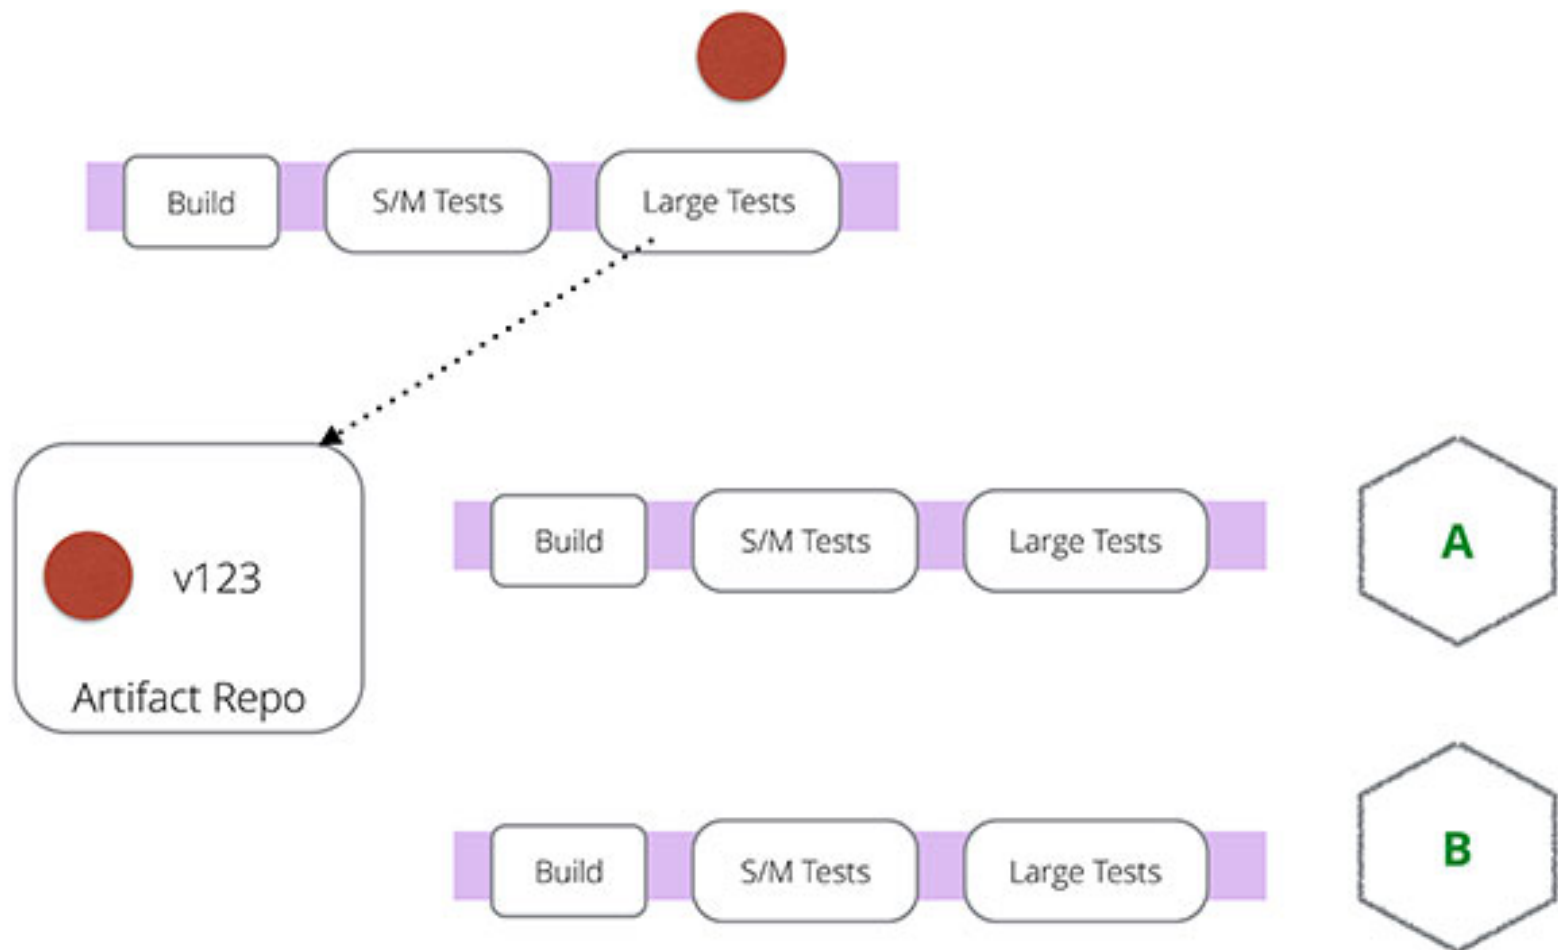 Build
S/M Tests
Large Tests
v123
Artifact Repo
Build
S/M Tests
Large Tests
A
Build
S/M Tests
Large Tests
B